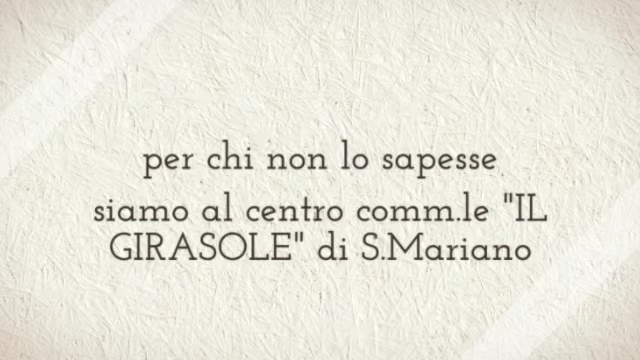 per chi non lo sapesse
siamo al centro comm.le "IL
GIRASOLE" di S.Mariano